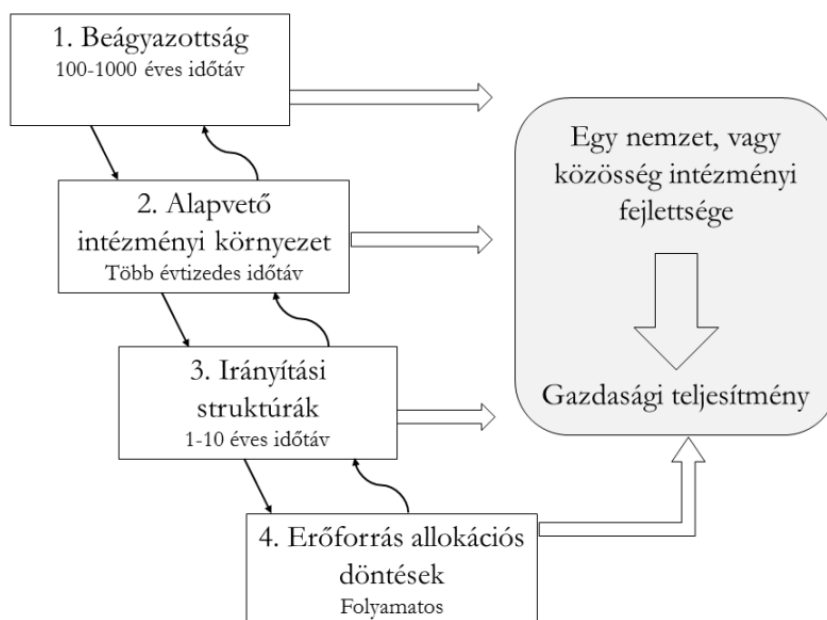 1. Beágyazottság
100-1000 éves időtáv
2. Alapvető
intézményi környezet
Több évtizedes időtáv
3. Irányítási
struktúrák
1-10 éves időtáv
4. Erőforrás allokációs
döntések
Folyamatos
Egy nemzet, vagy
közösség intézményi
fejlettsége
Gazdasági teljesítmény